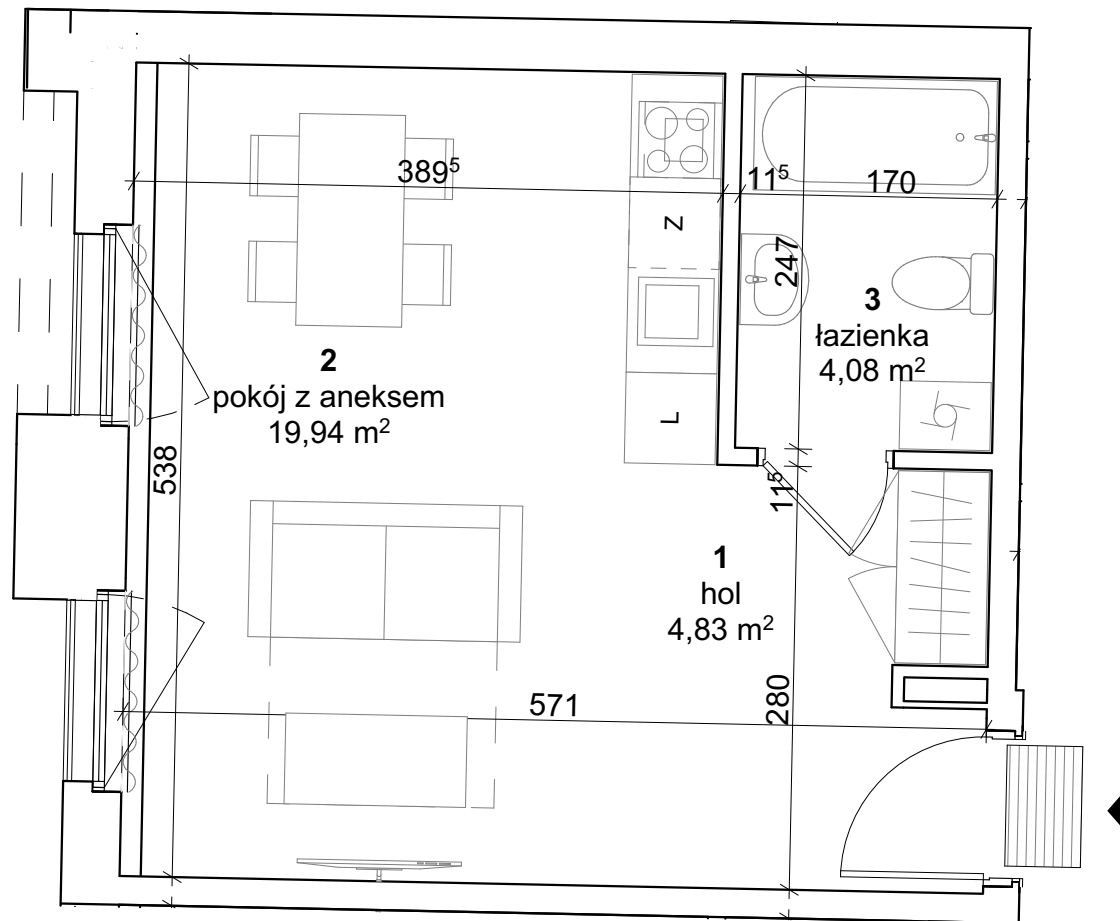 389⁵
11⁵
170
Z
247
3
łazienka
4,08 m²
2
pokój z aneksem
19,94 m²
L
538
11⁵
1
hol
4,83 m²
571
280